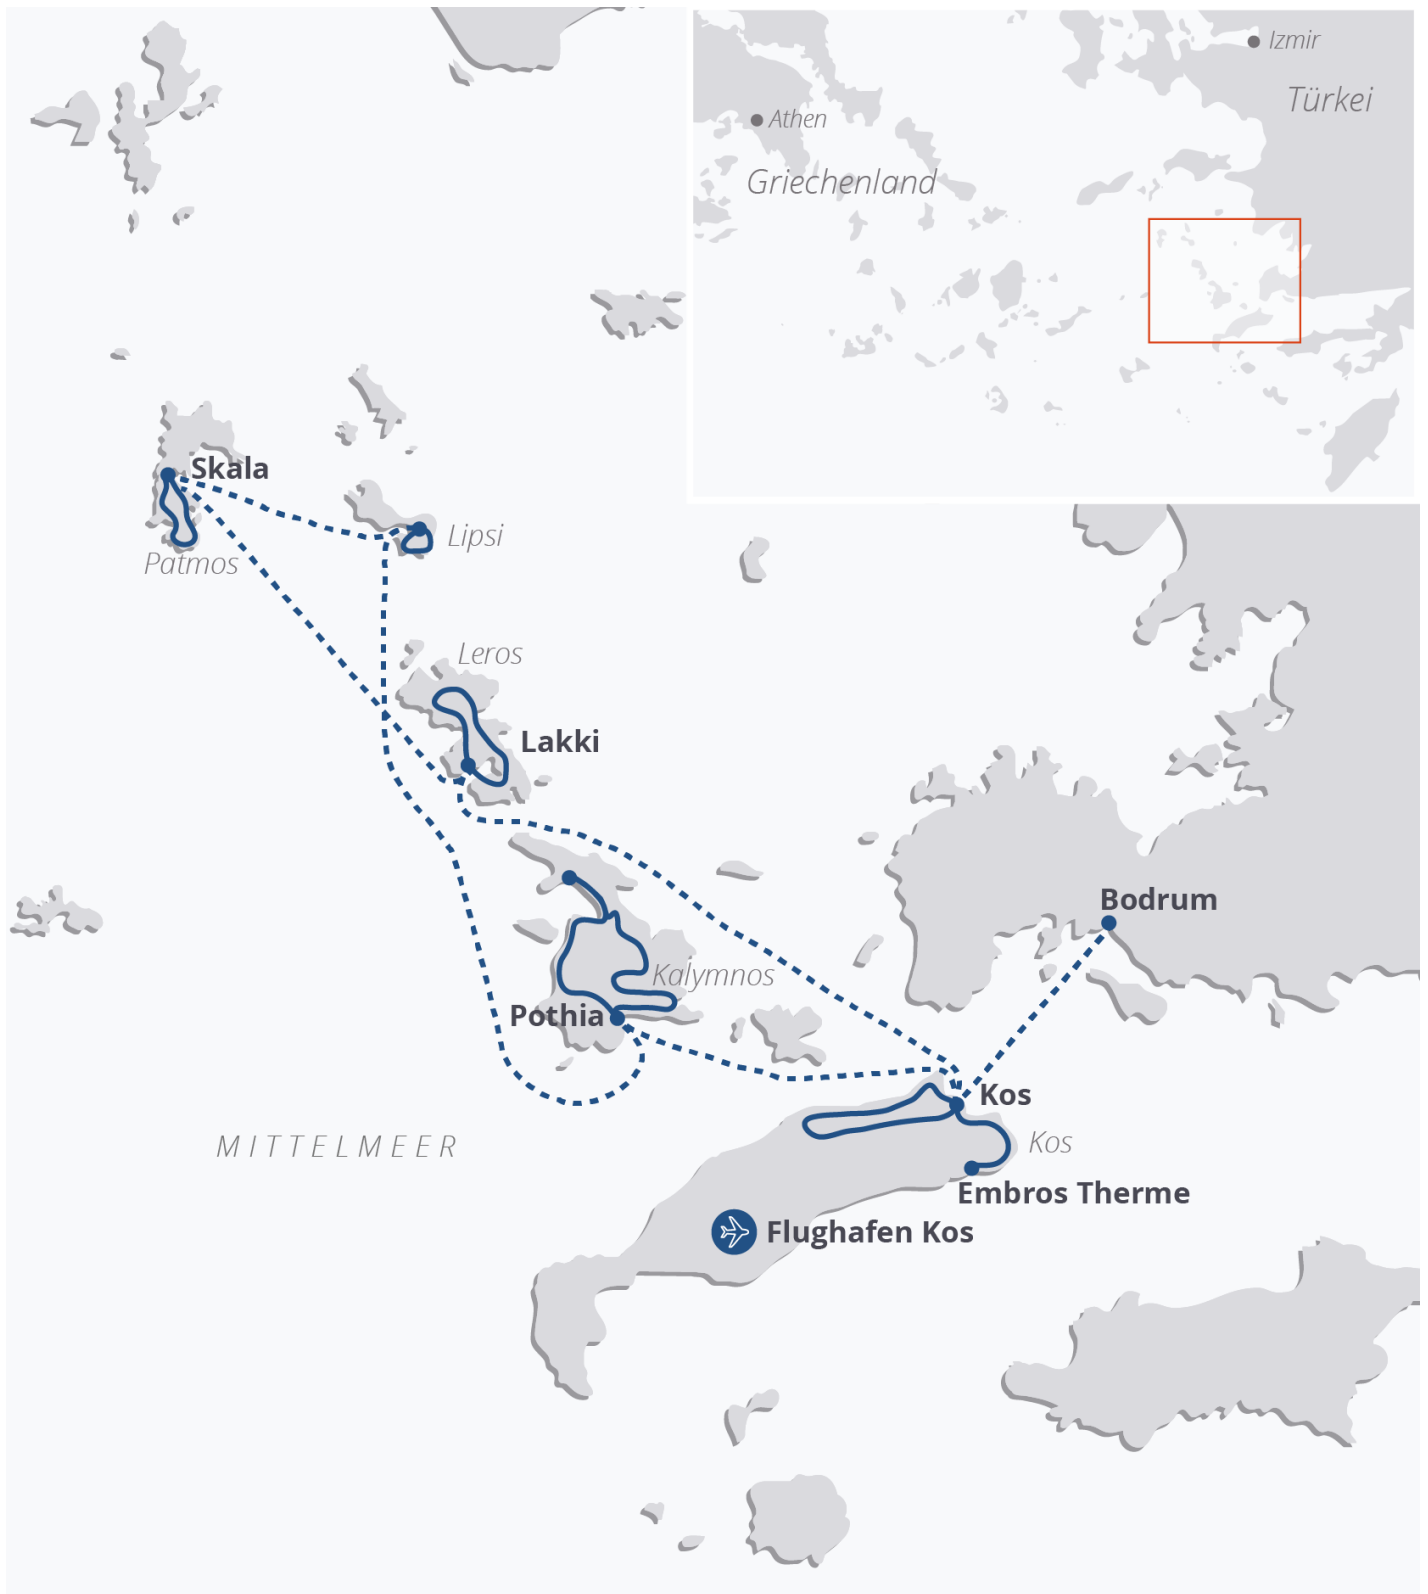 Izmir
Türkei
Athen
Griechenland
Skala
Lipsi
Patmos
Leros
Lakki
Bodrum
Kalymnos
Pothia
Kos
Kos
MITTELMEER
Embros Therme
Flughafen Kos